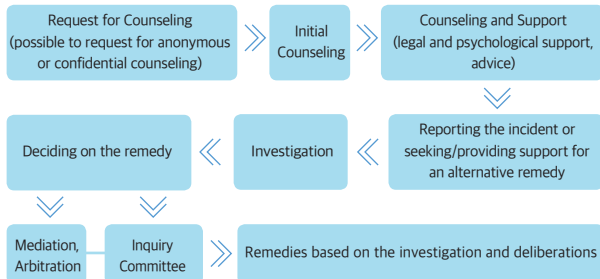 Request for Counseling
(possible to request for anonymous
or confidential counseling)
Initial
Counseling
Counseling and Support
(legal and psychological support,
advice)
Reporting the incident or
seeking/providing support for
an alternative remedy
Investigation
Deciding on the remedy
Mediation,
Arbitration
Inquiry
Committee
Remedies based on the investigation and deliberations